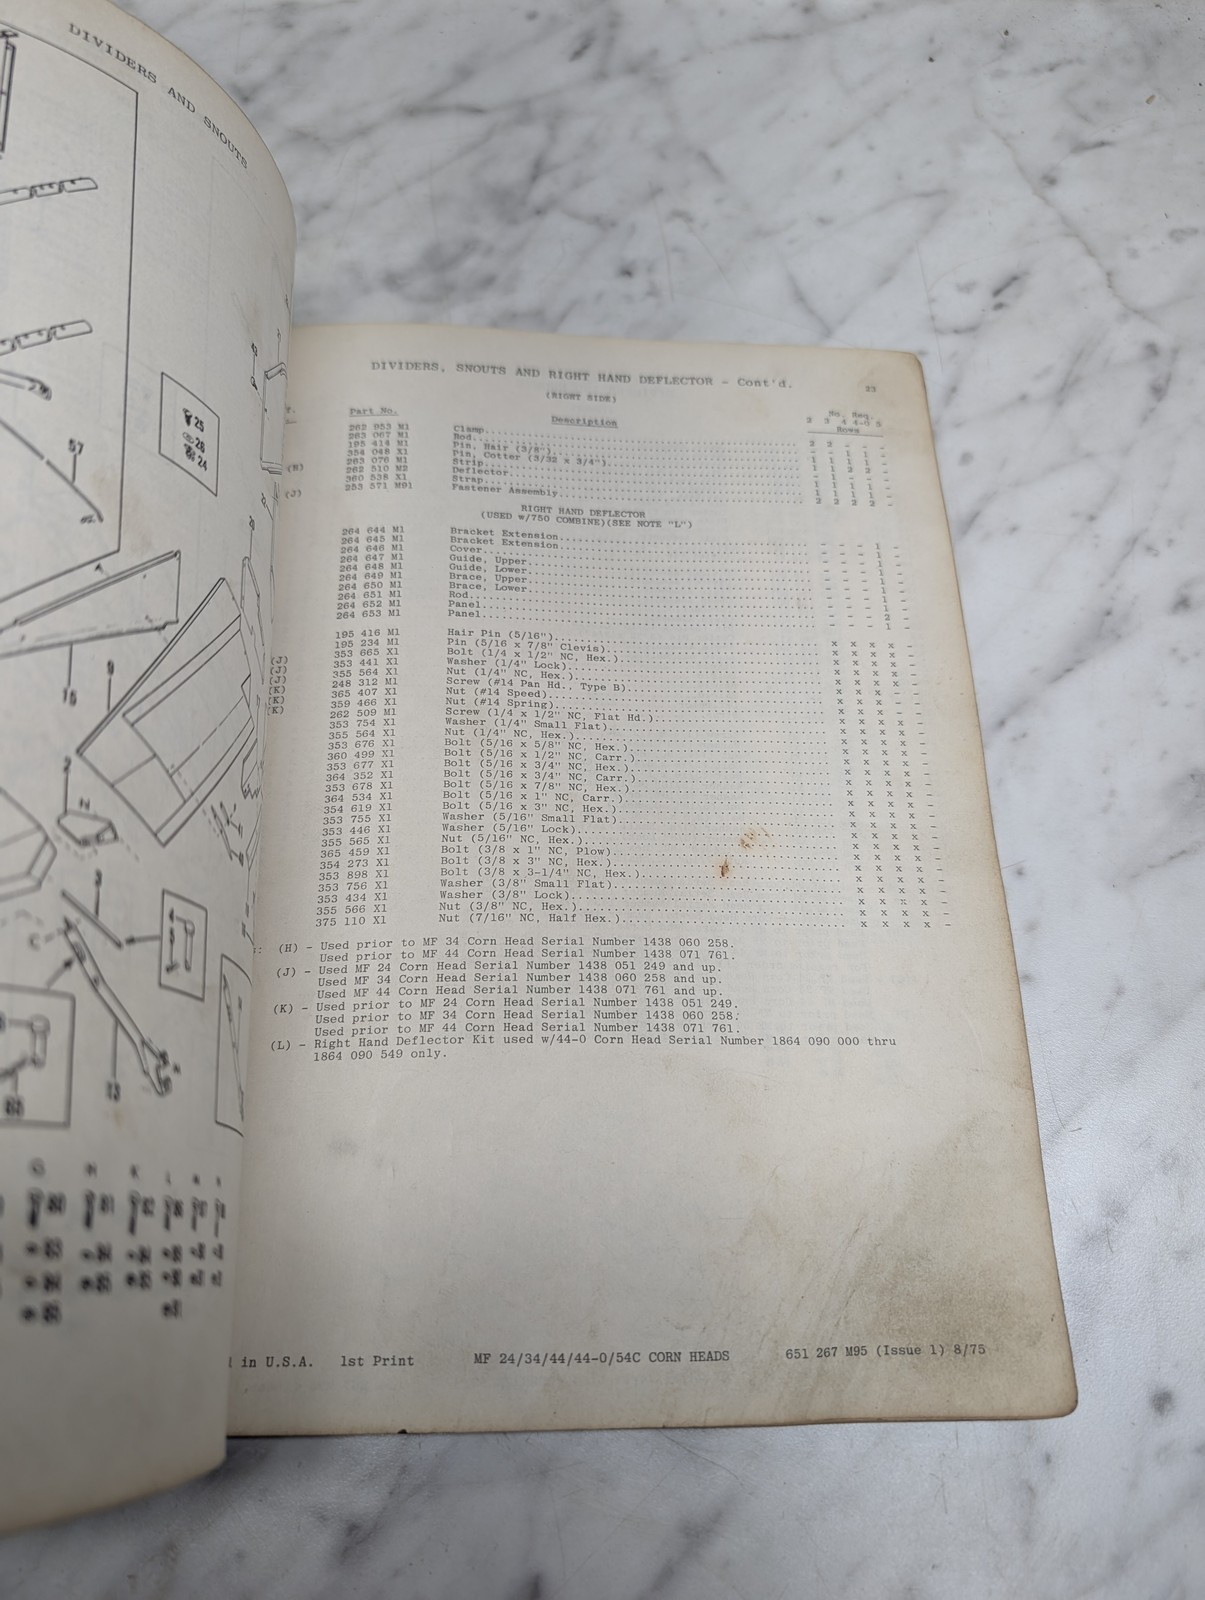 DIVIDERS AND SNOUTS
57
25
26
24
9
15
2
3
13
DIVIDERS, SNOUTS AND RIGHT HAND DEFLECTOR - Cont'd.
(RIGHT SIDE)
Part No. Description No. Req.
2 3 4 4-0 5
Rows
262 953 M1 Clamp
263 067 M1 Rod
195 414 M1 Pin, Hair (3/8")
354 048 X1 Pin, Cotter (3/32 x 3/4")
263 076 M1 Strip
(H) 262 510 M2 Deflector
360 538 X1 Strap
(J) 253 571 M91 Fastener Assembly
RIGHT HAND DEFLECTOR
(USED w/750 COMBINE)(SEE NOTE "L")
264 644 M1 Bracket Extension - - - 1 -
264 645 M1 Bracket Extension
264 646 M1 Cover
264 647 M1 Guide, Upper
264 648 M1 Guide, Lower
264 649 M1 Brace, Upper
264 650 M1 Brace, Lower
264 651 M1 Rod
264 652 M1 Panel
264 653 M1 Panel
195 416 M1 Hair Pin (5/16")
195 234 M1 Pin (5/16 x 7/8" Clevis)
353 665 X1 Bolt (1/4 x 1/2" NC, Hex.)
(J) 353 441 X1 Washer (1/4" Lock)
(J) 355 564 X1 Nut (1/4" NC, Hex.)
(J) 248 312 M1 Screw (#14 Pan Hd., Type B)
(K) 365 407 X1 Nut (#14 Speed)
(K) 359 466 X1 Nut (#14 Spring)
(K) 262 509 M1 Screw (1/4 x 1/2" NC, Flat Hd.)
353 754 X1 Washer (1/4" Small Flat)
355 564 X1 Nut (1/4" NC, Hex.)
353 676 X1 Bolt (5/16 x 5/8" NC, Hex.)
360 499 X1 Bolt (5/16 x 1/2" NC, Carr.)
353 677 X1 Bolt (5/16 x 3/4" NC, Hex.)
364 352 X1 Bolt (5/16 x 3/4" NC, Carr.)
353 678 X1 Bolt (5/16 x 7/8" NC, Hex.)
364 534 X1 Bolt (5/16 x 1" NC, Carr.)
354 619 X1 Bolt (5/16 x 3" NC, Hex.)
353 755 X1 Washer (5/16" Small Flat)
353 446 X1 Washer (5/16" Lock)
355 565 X1 Nut (5/16" NC, Hex.)
365 459 X1 Bolt (3/8 x 1" NC, Plow)
354 273 X1 Bolt (3/8 x 3" NC, Hex.)
353 898 X1 Bolt (3/8 x 3-1/4" NC, Hex.)
353 756 X1 Washer (3/8" Small Flat)
353 434 X1 Washer (3/8" Lock) x x x x -
355 566 X1 Nut (3/8" NC, Hex.) x x x x -
375 110 X1 Nut (7/16" NC, Half Hex.) x x x x -
(H) - Used prior to MF 34 Corn Head Serial Number 1438 060 258.
Used prior to MF 44 Corn Head Serial Number 1438 071 761.
(J) - Used MF 24 Corn Head Serial Number 1438 051 249 and up.
Used MF 34 Corn Head Serial Number 1438 060 258 and up.
Used MF 44 Corn Head Serial Number 1438 071 761 and up.
(K) - Used prior to MF 24 Corn Head Serial Number 1438 051 249.
Used prior to MF 34 Corn Head Serial Number 1438 060 258.
Used prior to MF 44 Corn Head Serial Number 1438 071 761.
(L) - Right Hand Deflector Kit used w/44-0 Corn Head Serial Number 1864 090 000 thru
1864 090 549 only.
in U.S.A. 1st Print MF 24/34/44/44-0/54C CORN HEADS 651 267 M95 (Issue 1) 8/75